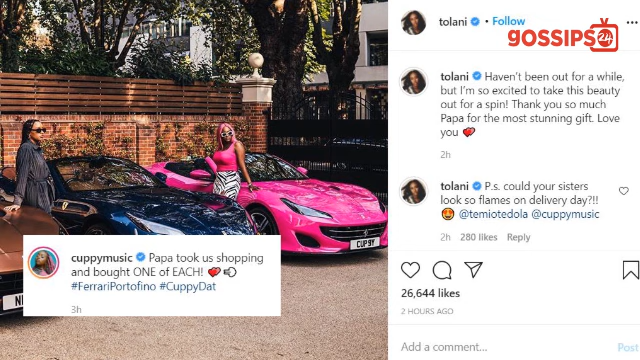 tolani • Follow
GOSSIPS24
tolani Haven't been out for a while,
but I'm so excited to take this beauty
out for a spin! Thank you so much
Papa for the most stunning gift. Love
you
2h
tolani P.s. could your sisters
look so flames on delivery day?!!
@temiotedola @cuppymusic
2h 280 likes Reply
26,644 likes
2 HOURS AGO
Add a comment... Post
CUP 9Y
cuppymusic Papa took us shopping
and bought ONE of EACH!
#FerrariPortofino #CuppyDat
3h